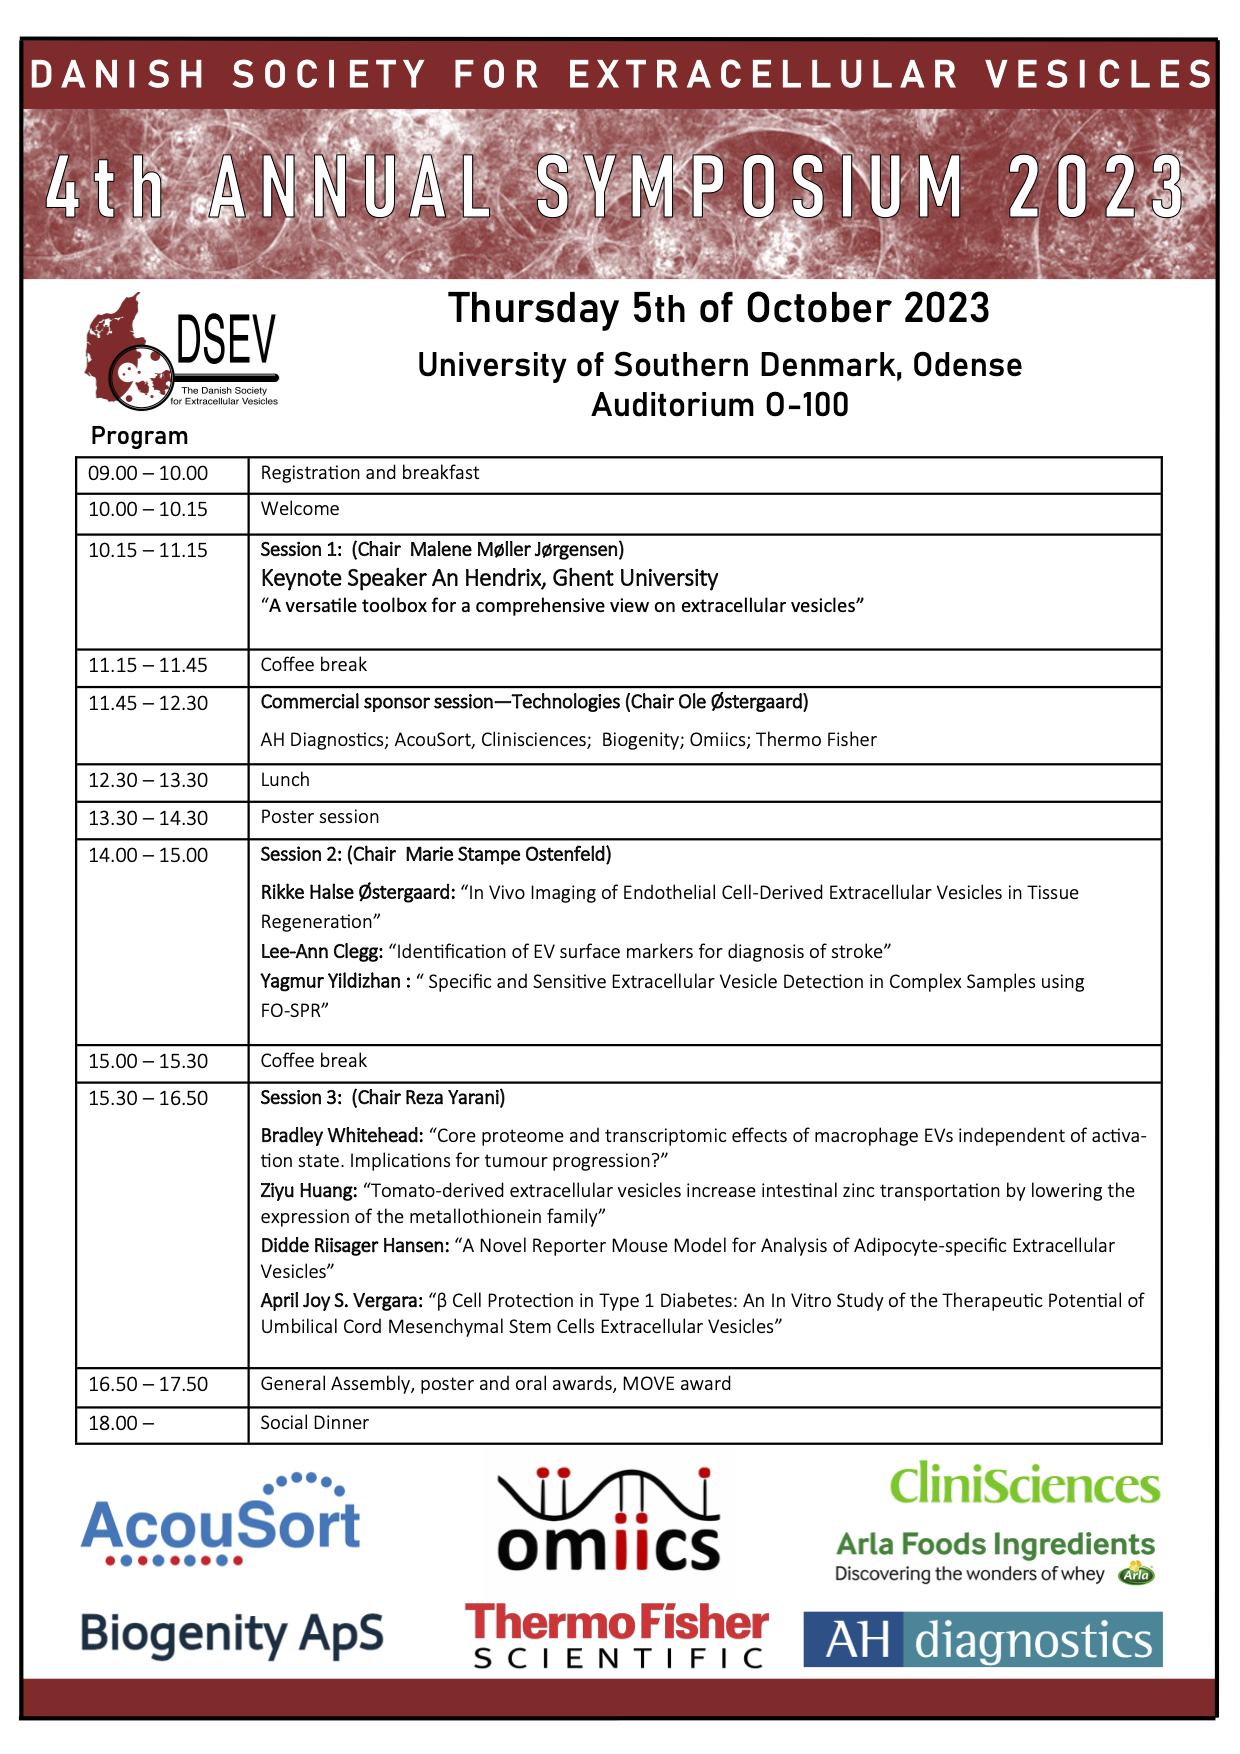 DANISH SOCIETY FOR EXTRACELLULAR VESICLES
4th ANNUAL SYMPOSIUM 2023
Thursday 5th of October 2023
DSEV
The Danish Society
for Extracellular Vesicles
University of Southern Denmark, Odense
Auditorium O-100
Program
09.00 – 10.00 Registration and breakfast
10.00 – 10.15 Welcome
10.15 – 11.15 Session 1:  (Chair  Malene Møller Jørgensen)
Keynote Speaker An Hendrix, Ghent University
“A versatile toolbox for a comprehensive view on extracellular vesicles”
11.15 – 11.45 Coffee break
11.45 – 12.30 Commercial sponsor session—Technologies (Chair Ole Østergaard)
AH Diagnostics; AcouSort, Clinisciences;  Biogenity; Omiics; Thermo Fisher
12.30 – 13.30 Lunch
13.30 – 14.30 Poster session
14.00 – 15.00 Session 2: (Chair  Marie Stampe Ostenfeld)
Rikke Halse Østergaard: “In Vivo Imaging of Endothelial Cell-Derived Extracellular Vesicles in Tissue
Regeneration”
Lee-Ann Clegg: “Identification of EV surface markers for diagnosis of stroke”
Yagmur Yildizhan : “ Specific and Sensitive Extracellular Vesicle Detection in Complex Samples using
FO-SPR”
15.00 – 15.30 Coffee break
15.30 – 16.50 Session 3:  (Chair Reza Yarani)
Bradley Whitehead: “Core proteome and transcriptomic effects of macrophage EVs independent of activa-
tion state. Implications for tumour progression?”
Ziyu Huang: “Tomato-derived extracellular vesicles increase intestinal zinc transportation by lowering the
expression of the metallothionein family”
Didde Riisager Hansen: “A Novel Reporter Mouse Model for Analysis of Adipocyte-specific Extracellular
Vesicles”
April Joy S. Vergara: “β Cell Protection in Type 1 Diabetes: An In Vitro Study of the Therapeutic Potential of
Umbilical Cord Mesenchymal Stem Cells Extracellular Vesicles”
16.50 – 17.50 General Assembly, poster and oral awards, MOVE award
18.00 – Social Dinner
AcouSort
omiics
CliniSciences
Arla Foods Ingredients
Discovering the wonders of whey Arla
Biogenity ApS
ThermoFisher
SCIENTIFIC
AH diagnostics